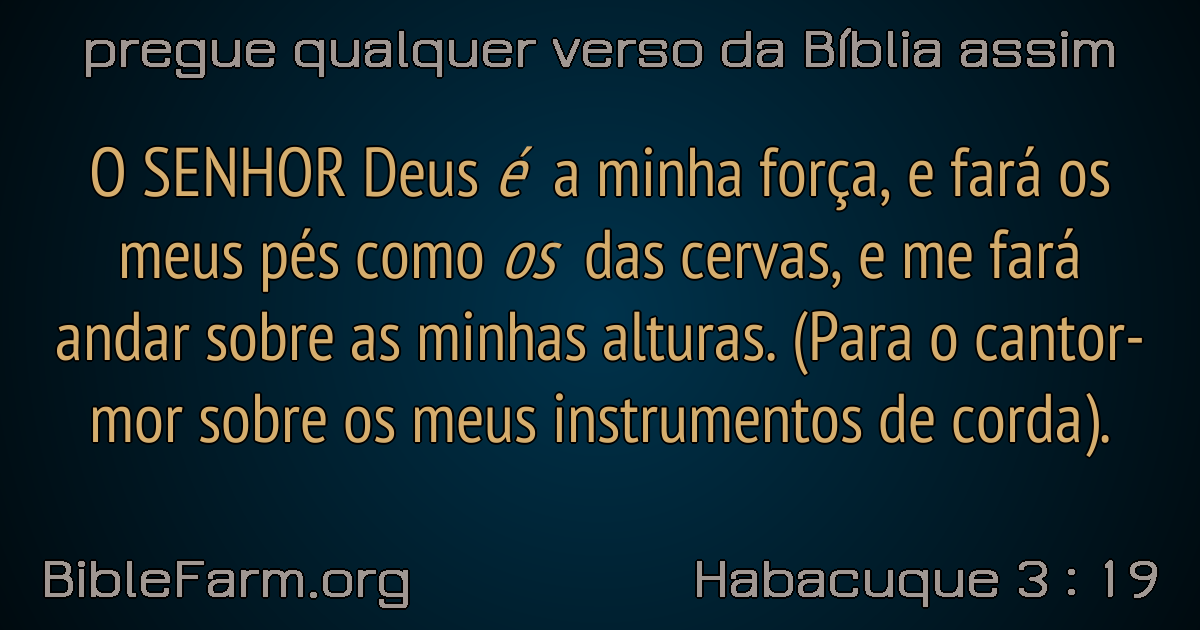 pregue qualquer verso da Bíblia assim
O SENHOR Deus é a minha força, e fará os
meus pés como os das cervas, e me fará
andar sobre as minhas alturas. (Para o cantor-
mor sobre os meus instrumentos de corda).
BibleFarm.org
Habacuque 3 : 19